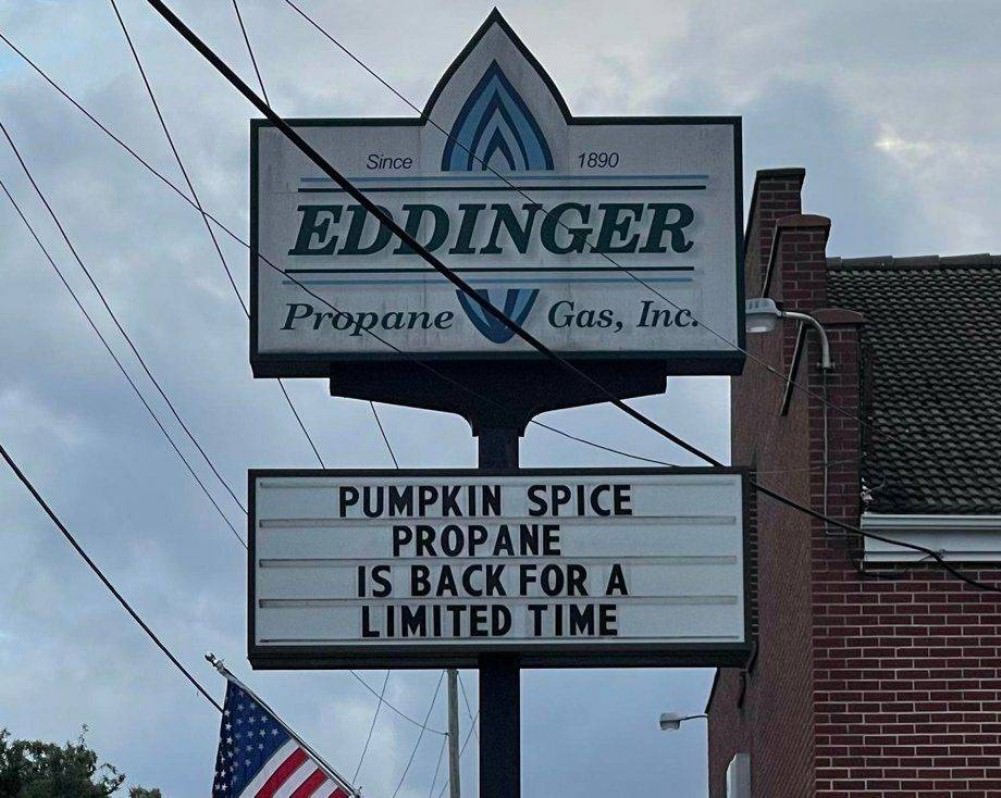 Since 1890
EDDINGER
Propane Gas, Inc.
PUMPKIN SPICE
PROPANE
IS BACK FOR A
LIMITED TIME